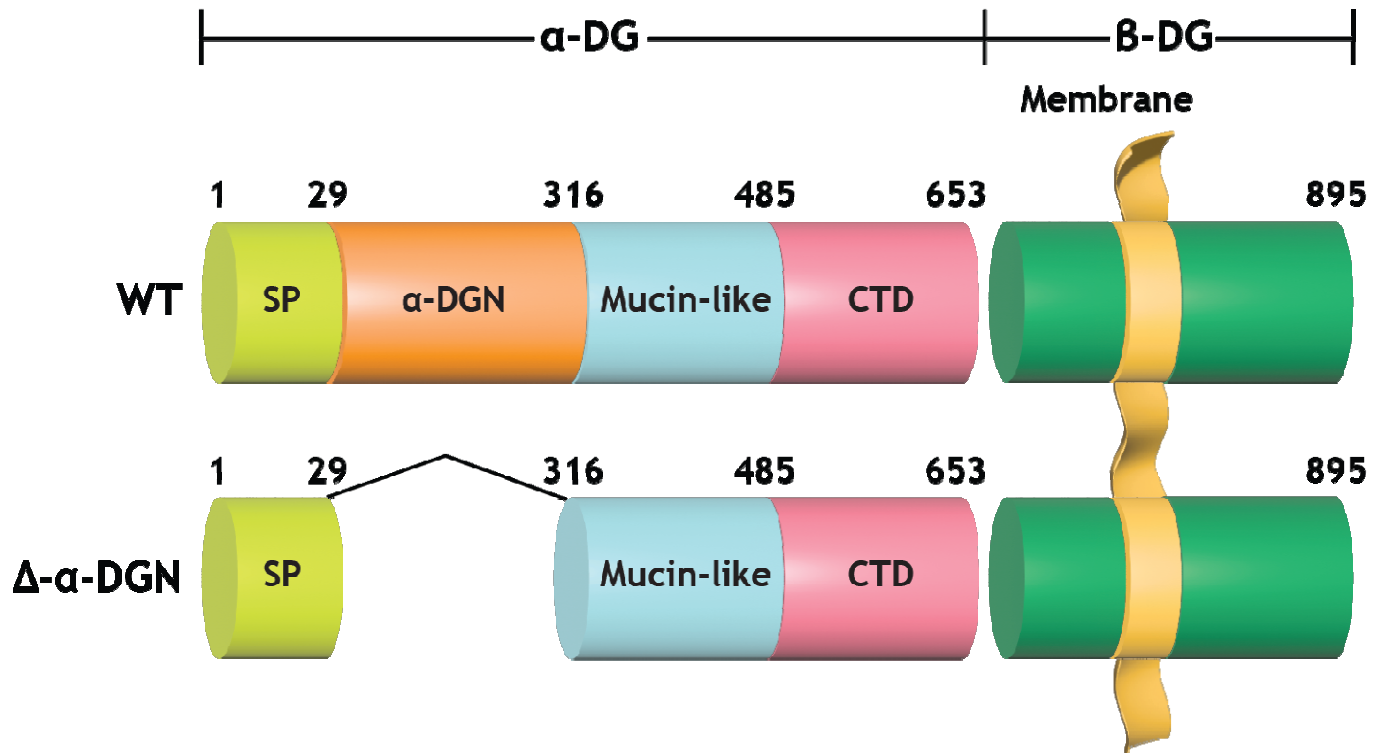 α-DG β-DG
Membrane
1 29 316 485 653 895
WT SP α-DGN Mucin-like CTD
1 29 316 485 653 895
Δ-α-DGN SP Mucin-like CTD